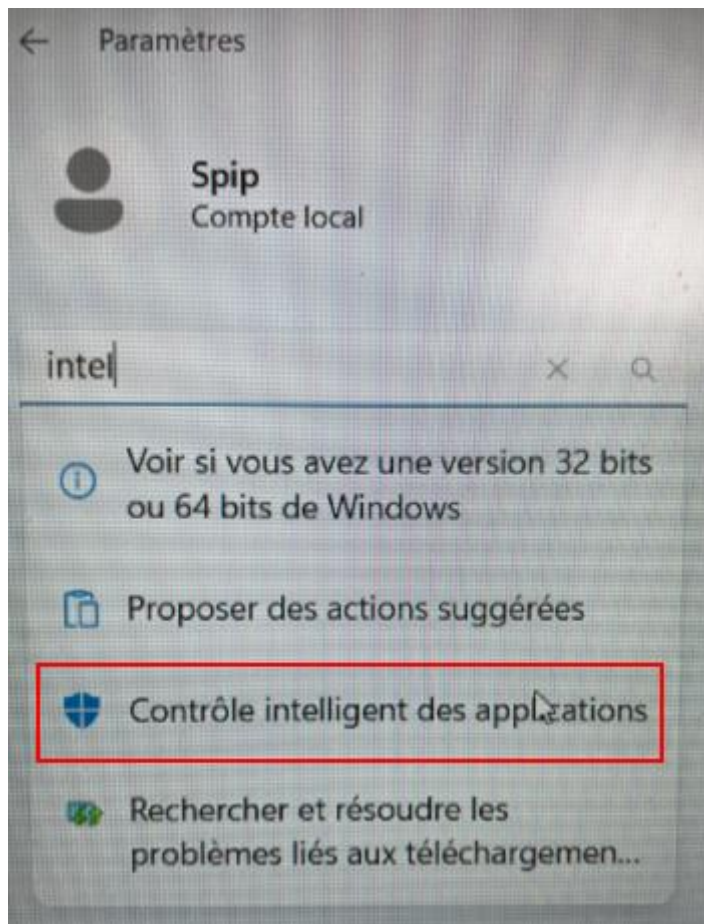 Paramètres
Spip
Compte local
intel
Voir si vous avez une version 32 bits
ou 64 bits de Windows
Proposer des actions suggérées
Contrôle intelligent des applications
Rechercher et résoudre les
problèmes liés aux téléchargemen...